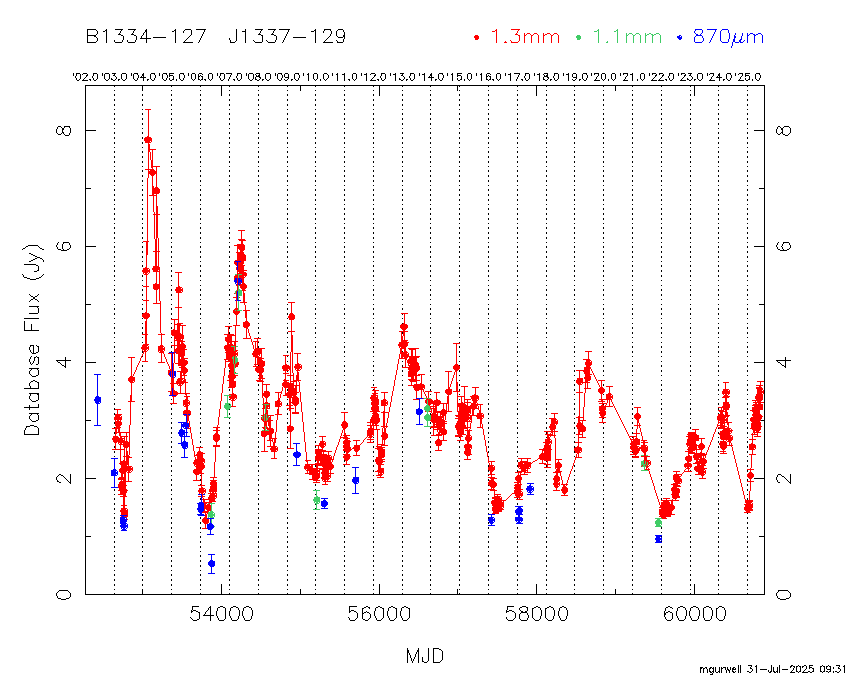 B1334-127 J1337-129 1.3mm 1.1mm 870μm
'02.0 '03.0 '04.0 '05.0 '06.0 '07.0 '08.0 '09.0 '10.0 '11.0 '12.0 '13.0 '14.0 '15.0 '16.0 '17.0 '18.0 '19.0 '20.0 '21.0 '22.0 '23.0 '24.0 '25.0
8 8
6 6
Database Flux (Jy)
4 4
2 2
0 0
54000 56000 58000 60000
MJD
mgurwell 31-Jul-2025 09:31